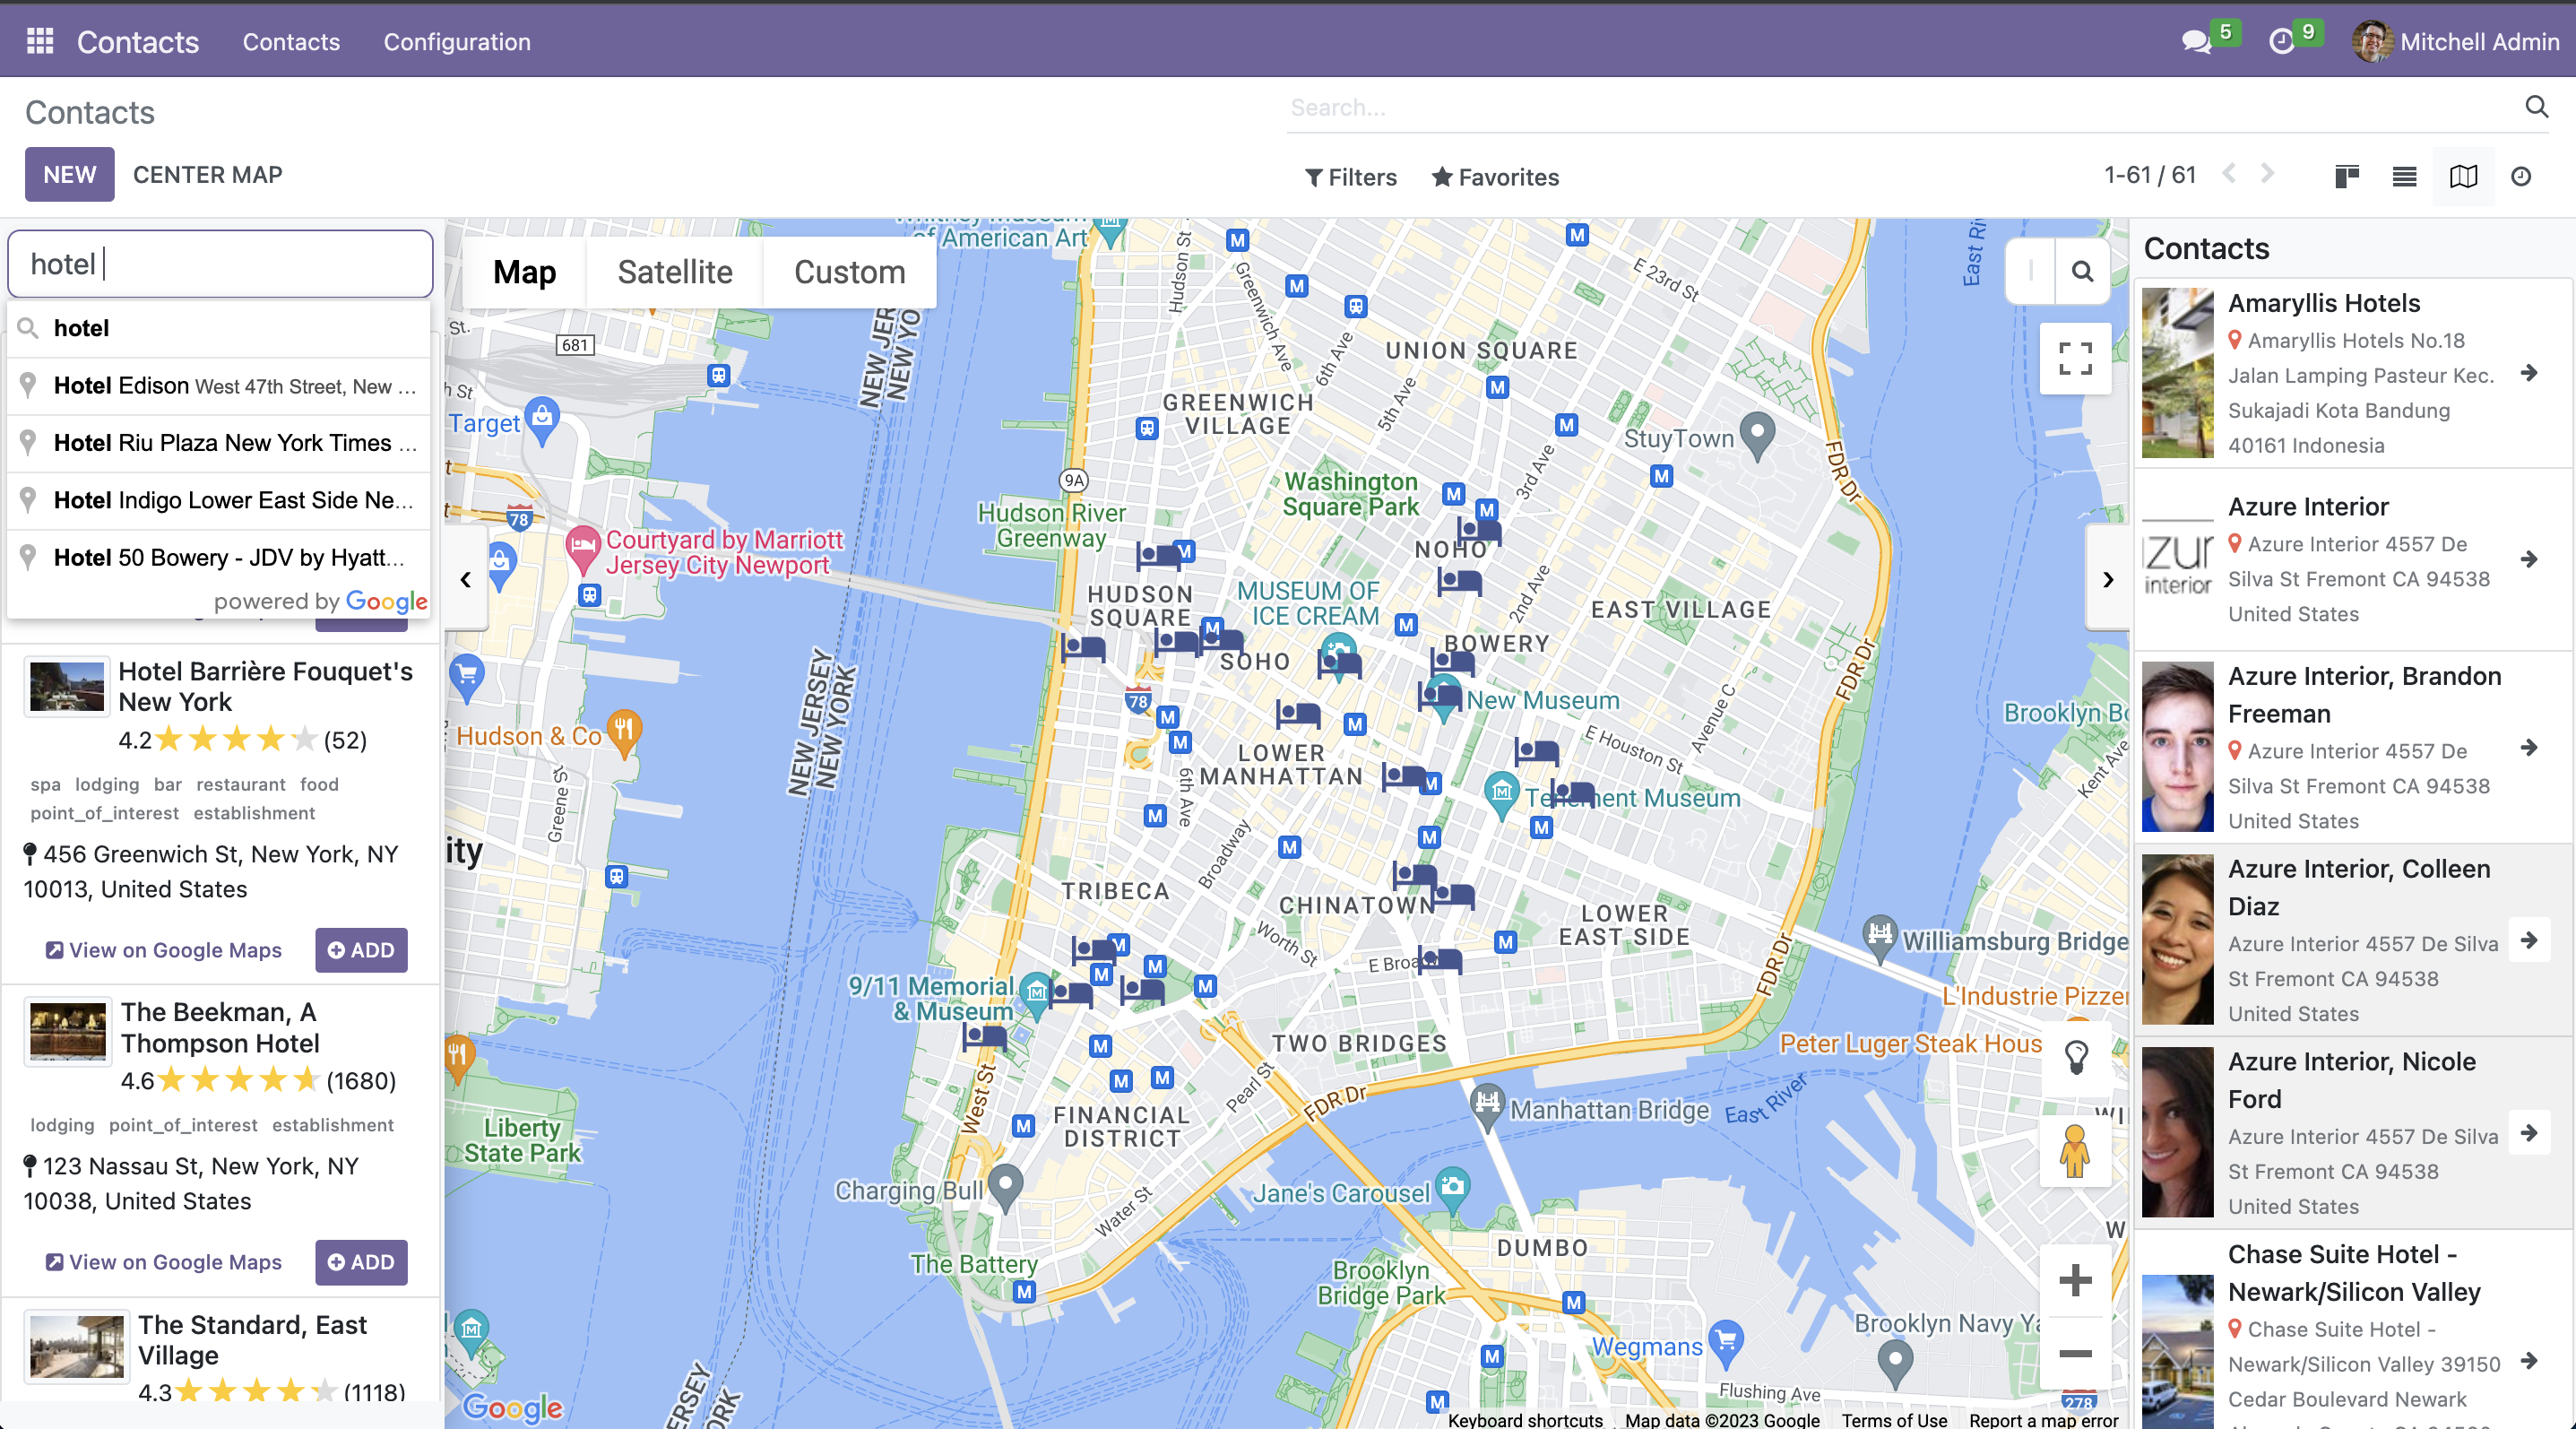 Contacts
Contacts
Configuration
5
9
Mitchell Admin
Contacts
Search...
NEW
CENTER MAP
Filters
Favorites
1-61 / 61
hotel
hotel
Hotel Edison West 47th Street, New ...
Hotel Riu Plaza New York Times ...
Hotel Indigo Lower East Side Ne...
Hotel 50 Bowery - JDV by Hyatt...
powered by Google
Hotel Barrière Fouquet's
New York
4.2 (52)
spa lodging bar restaurant food
point_of_interest establishment
456 Greenwich St, New York, NY
10013, United States
View on Google Maps
ADD
The Beekman, A
Thompson Hotel
4.6 (1680)
lodging point_of_interest establishment
123 Nassau St, New York, NY
10038, United States
View on Google Maps
ADD
The Standard, East
Village
4.3 (1118)
Map
Satellite
Custom
of American Art
681
Target
78
Courtyard by Marriott
Jersey City Newport
Hudson & Co
Greene St
ity
Liberty
State Park
NEW JERSEY
NEW YORK
Hudson St
Greenwich Ave
6th Ave
5th Ave
3rd Ave
2nd Ave
E 23rd St
UNION SQUARE
GREENWICH
VILLAGE
StuyTown
FDR Dr
9A
Washington
Square Park
Hudson River
Greenway
NOHO
HUDSON
SQUARE
MUSEUM OF
ICE CREAM
EAST VILLAGE
BOWERY
SOHO
78
New Museum
FDR Dr
Avenue C
E Houston St
LOWER
MANHATTAN
6th Ave
Tenement Museum
Broadway
TRIBECA
CHINATOWN
LOWER
EAST SIDE
Worth St
E Broadway
FDR Dr
Williamsburg Bridge
9/11 Memorial
& Museum
L'Industrie Pizzer
TWO BRIDGES
Peter Luger Steak Hous
West St
Pearl St
FDR Dr
FINANCIAL
DISTRICT
Manhattan Bridge
East River
Charging Bull
Water St
Jane's Carousel
The Battery
DUMBO
Brooklyn
Bridge Park
Brooklyn Navy Ya
Wegmans
Flushing Ave
278
Kent Ave
Google
Keyboard shortcuts
Map data ©2023 Google
Terms of Use
Report a map error
Contacts
Amaryllis Hotels
Amaryllis Hotels No.18
Jalan Lamping Pasteur Kec.
Sukajadi Kota Bandung
40161 Indonesia
Azure Interior
Azure Interior 4557 De
Silva St Fremont CA 94538
United States
Azure Interior, Brandon
Freeman
Azure Interior 4557 De
Silva St Fremont CA 94538
United States
Azure Interior, Colleen
Diaz
Azure Interior 4557 De Silva
St Fremont CA 94538
United States
Azure Interior, Nicole
Ford
Azure Interior 4557 De Silva
St Fremont CA 94538
United States
Chase Suite Hotel -
Newark/Silicon Valley
Chase Suite Hotel -
Newark/Silicon Valley 39150
Cedar Boulevard Newark